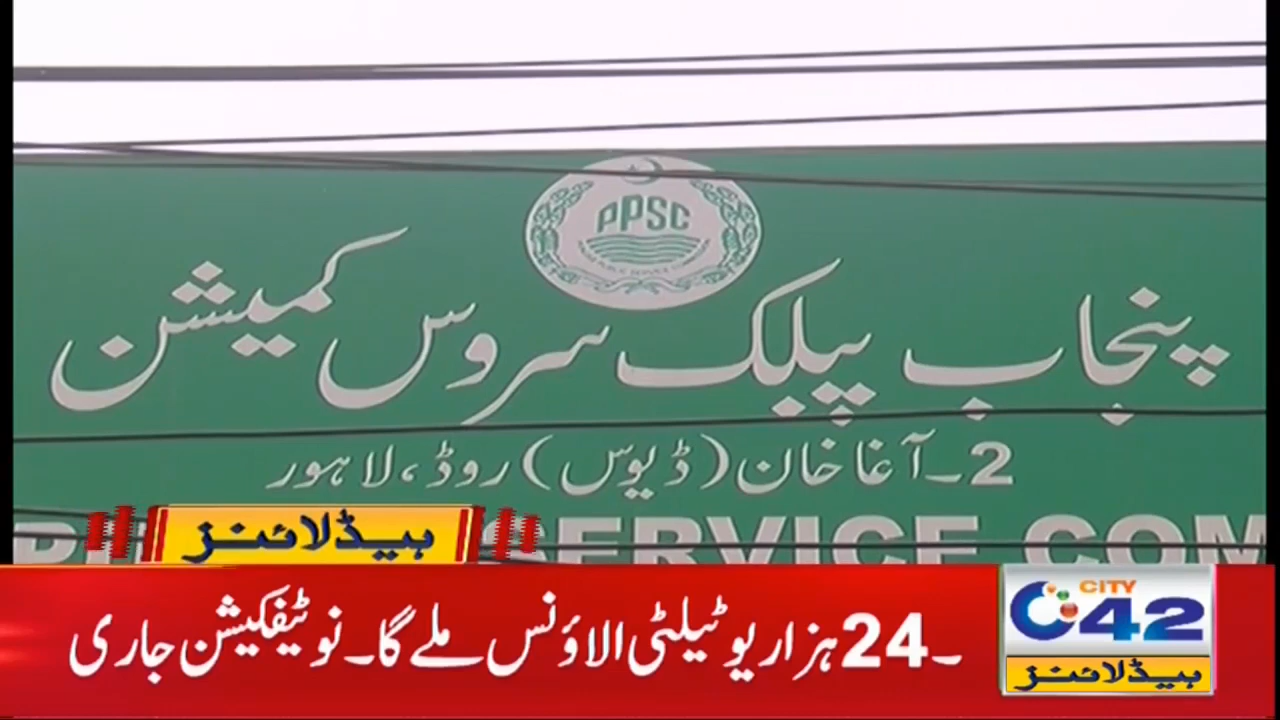 PPSC
پنجاب پبلک سروس کمیشن
2۔آغا خان (ڈیوس) روڈ، لاہور
SERVICE COM
ہیڈلائنز
۔24 ہزار یوٹیلٹی الاؤنس ملے گا۔ نوٹیفکیشن جاری
CITY
42
ہیڈلائنز